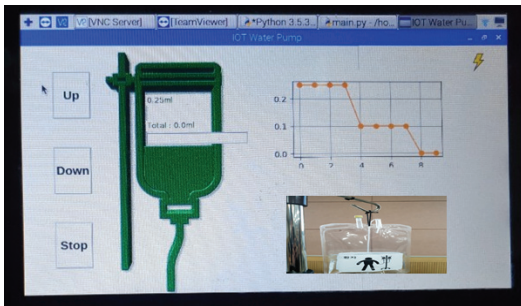 [VNC Server]
[TeamViewer]
*Python 3.5.3...
main.py - /ho...
IOT Water Pu...
IOT Water Pump
Up
Down
Stop
0.25ml
Total : 0.0ml
0.2
0.1
0.0
0 2 4 6 8